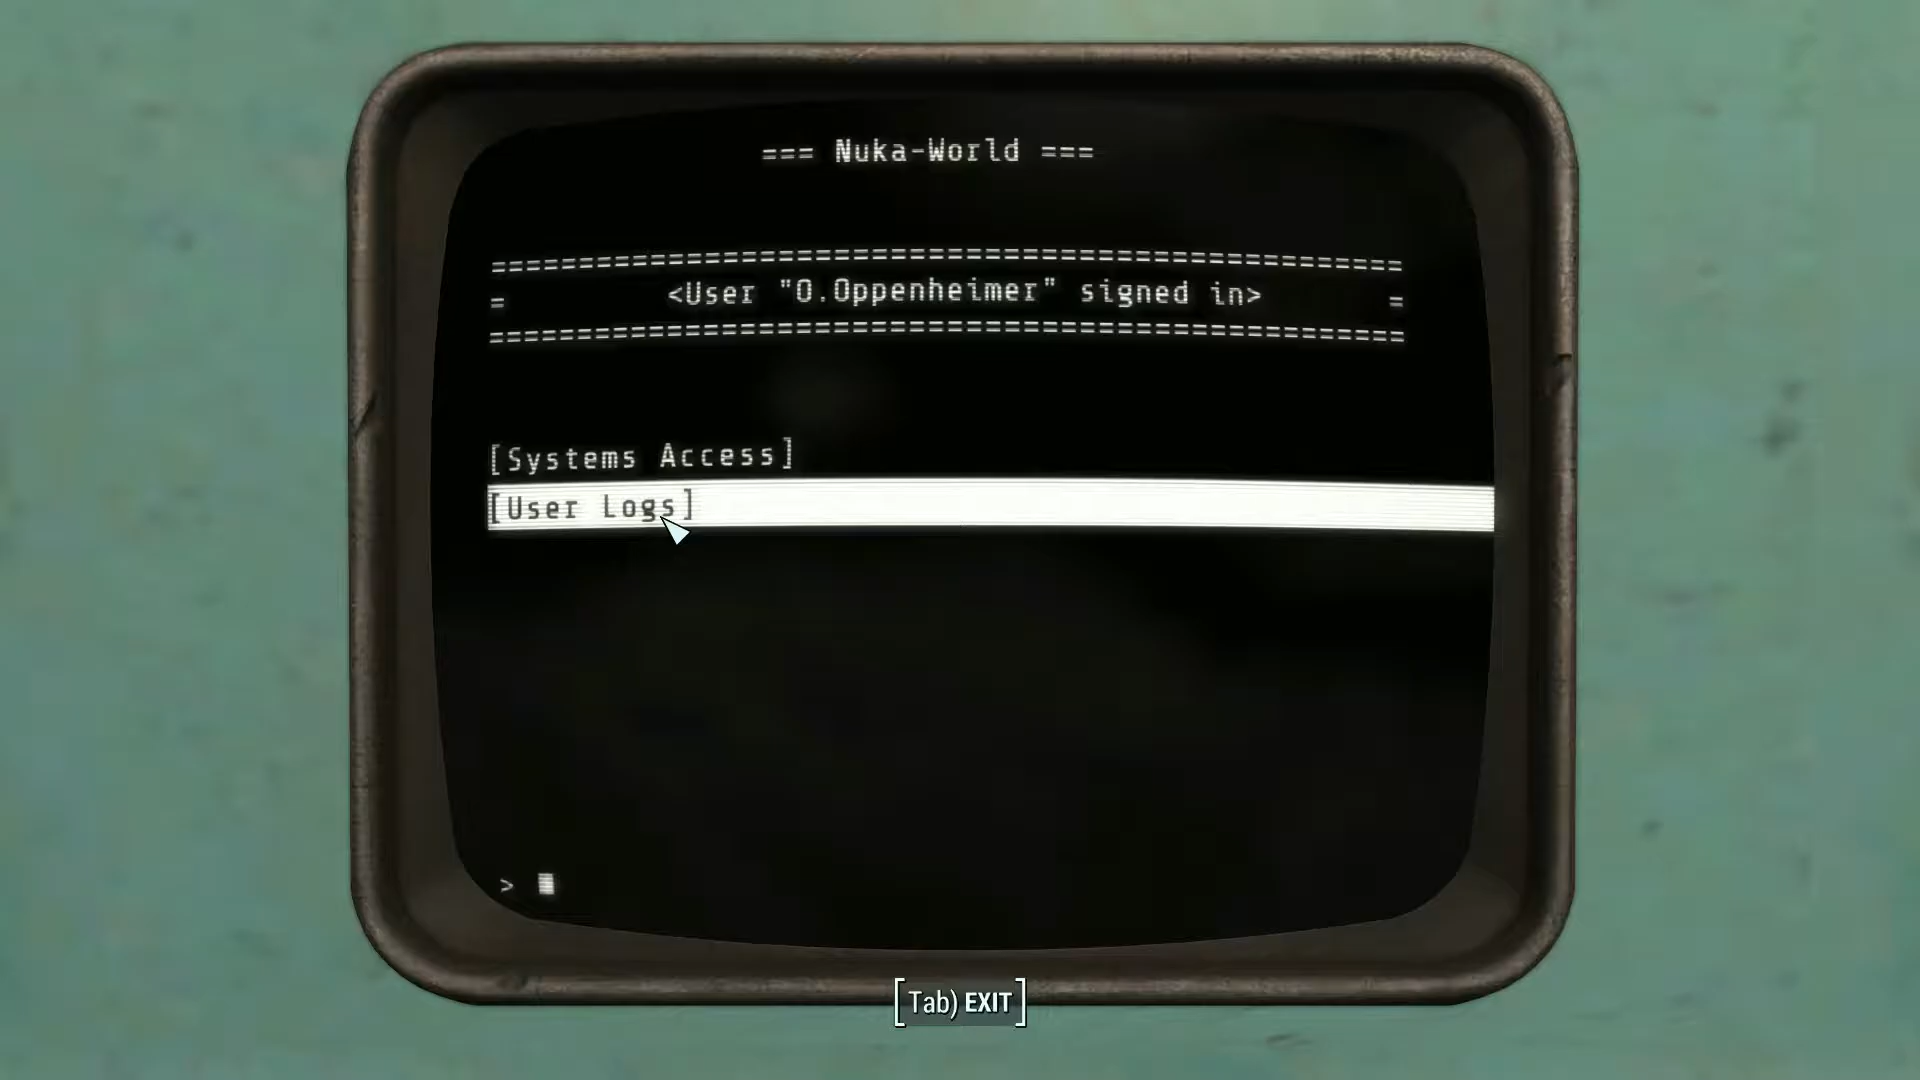 === Nuka-World ===
===================================================
= <User "O.Oppenheimer" signed in> =
===================================================
[Systems Access]
[User Logs]
>
[Tab) EXIT]